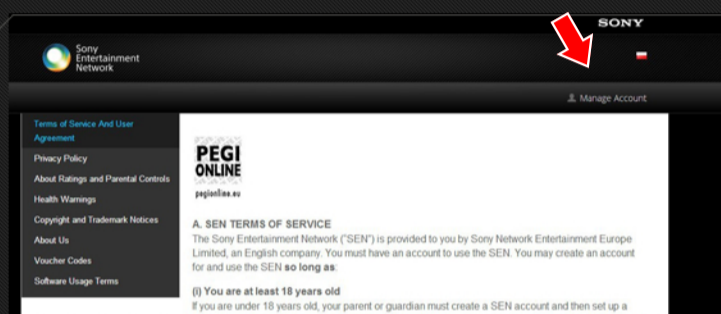 SONY
Sony
Entertainment
Network
Manage Account
Terms of Service And User
Agreement
Privacy Policy
About Ratings and Parental Controls
Health Warnings
Copyright and Trademark Notices
About Us
Voucher Codes
Software Usage Terms
PEGI
ONLINE
pegionline.eu
A. SEN TERMS OF SERVICE
The Sony Entertainment Network ("SEN") is provided to you by Sony Network Entertainment Europe
Limited, an English company. You must have an account to use the SEN. You may create an account
for and use the SEN so long as:
(i) You are at least 18 years old
If you are under 18 years old, your parent or guardian must create a SEN account and then set up a